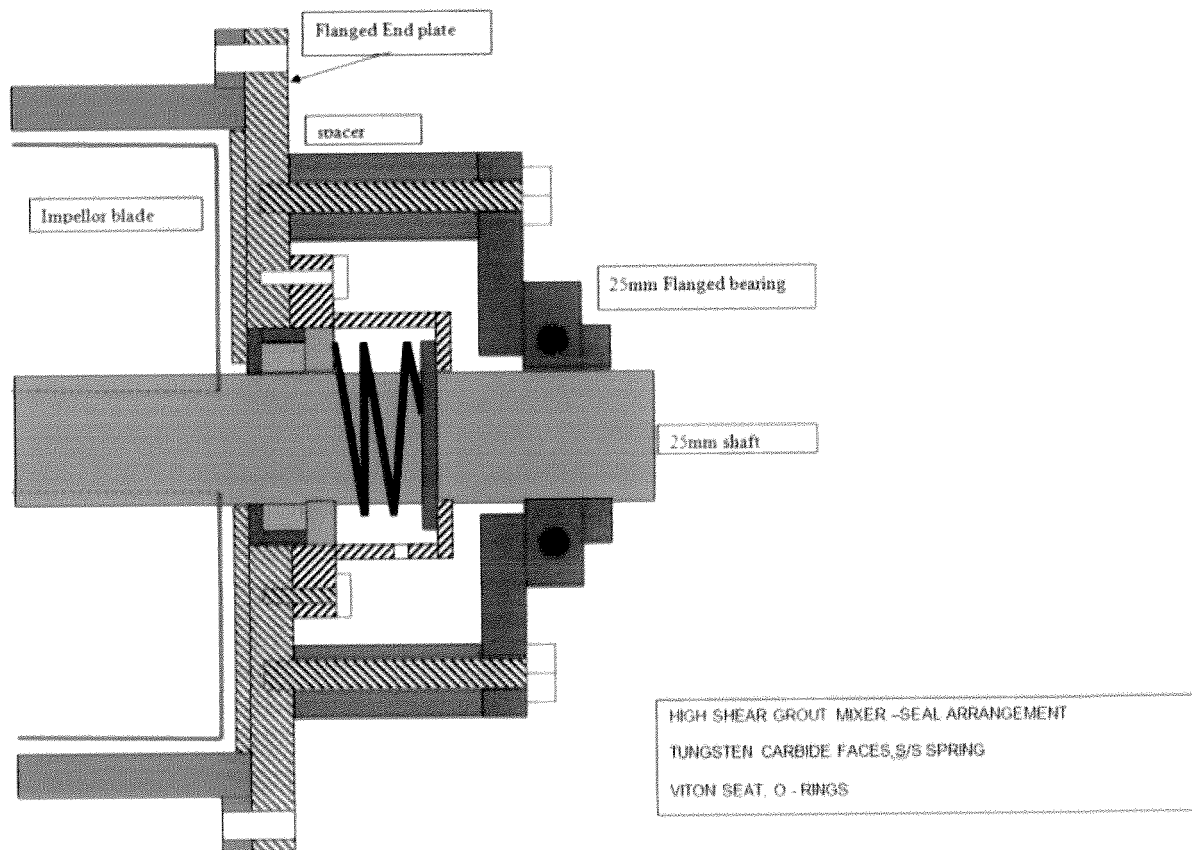 Flanged End plate
spacer
Impellor blade
25mm Flanged bearing
25mm shaft
HIGH SHEAR GROUT MIXER –SEAL ARRANGEMENT
TUNGSTEN CARBIDE FACES,S/S SPRING
VITON SEAT, O - RINGS